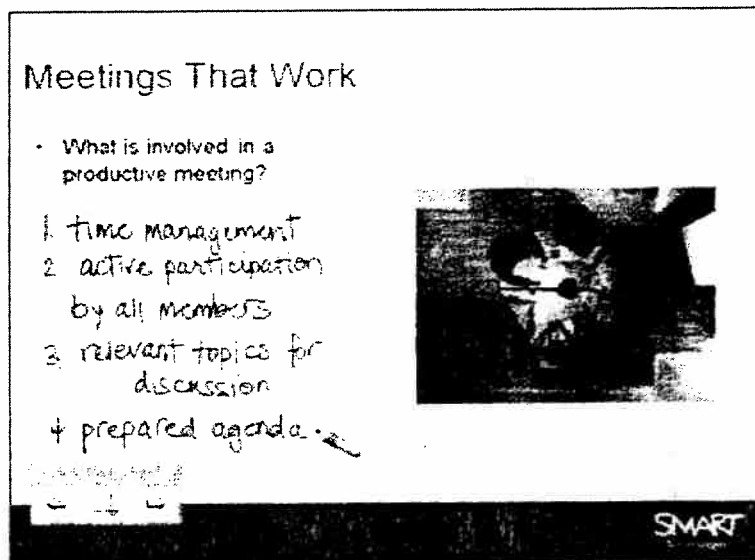 Meetings That Work
• What is involved in a
productive meeting?
1. time management
2 active participation
by all members
3 relevant topics for
discussion
4 prepared agenda.
SMART